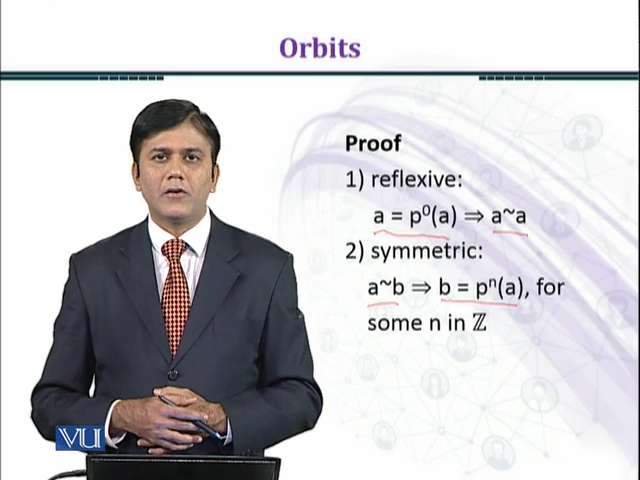 Orbits
Proof
1) reflexive:
a = p⁰(a) ⇒ a~a
2) symmetric:
a~b ⇒ b = pⁿ(a), for
some n in ℤ
VU